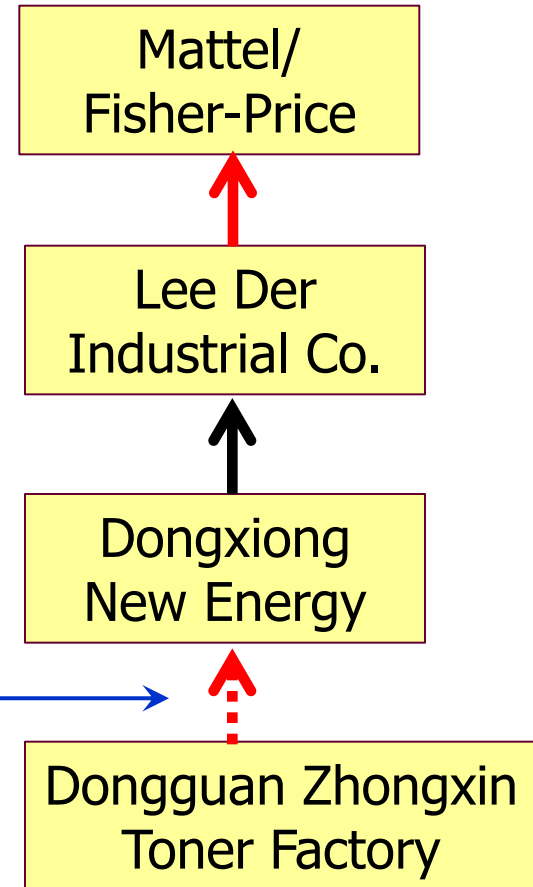 Mattel/
Fisher-Price
Lee Der
Industrial Co.
Dongxiong
New Energy
Dongguan Zhongxin
Toner Factory